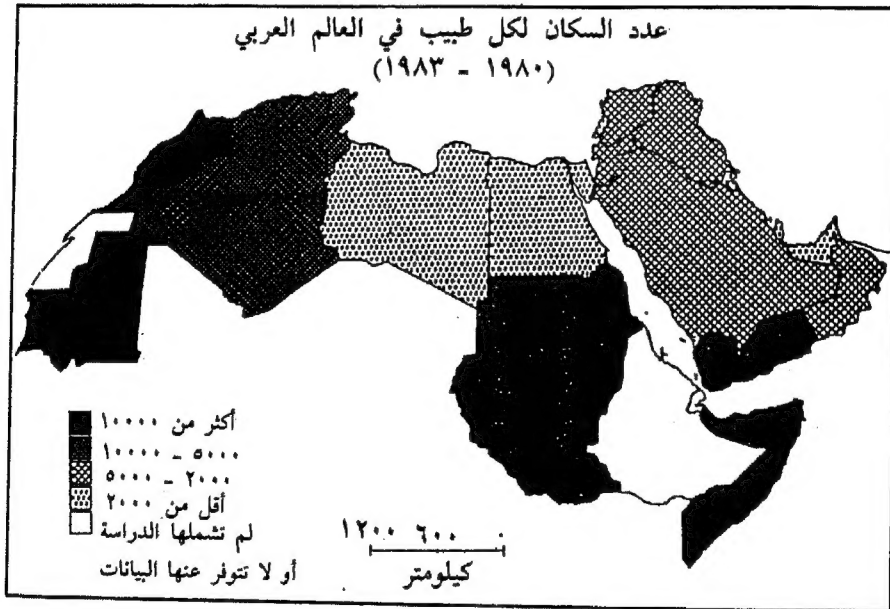 عدد السكان لكل طبيب في العالم العربي
(١٩٨٠ - ١٩٨٣)
أكثر من ١٠٠٠٠
٥٠٠٠ - ١٠٠٠٠
٢٠٠٠ - ٥٠٠٠
أقل من ٢٠٠٠
لم تشملها الدراسة
أو لا تتوفر عنها البيانات
١٢٠٠ ٦٠٠ ٠
كيلومتر